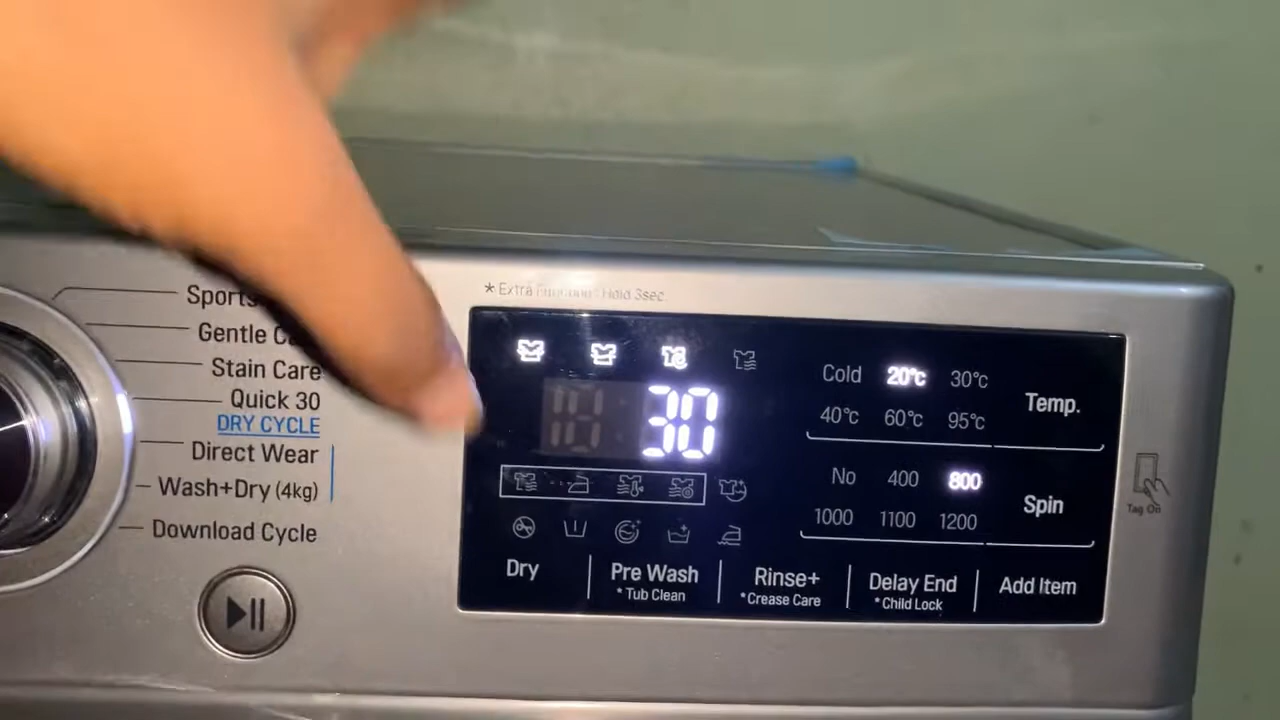 * Extra Function : Hold 3sec.
Sports
Gentle Ca
Stain Care
Quick 30
DRY CYCLE
Direct Wear
Wash+Dry (4kg)
Download Cycle
30
Cold 20°c 30°c
40°c 60°c 95°c
Temp.
No 400 800
1000 1100 1200
Spin
Dry
Pre Wash
* Tub Clean
Rinse+
*Crease Care
Delay End
*Child Lock
Add Item
Tag On